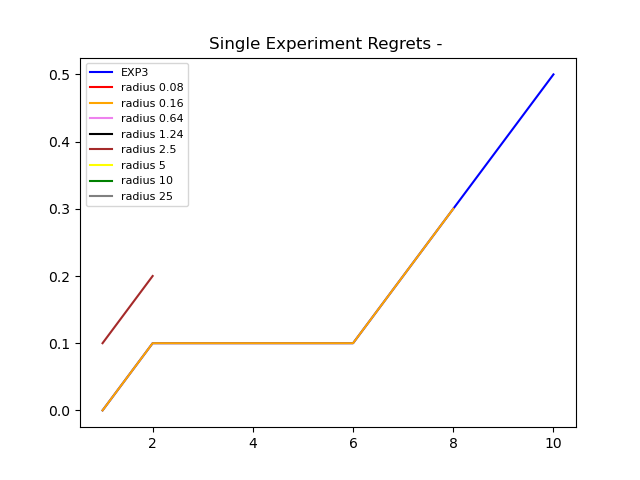 Single Experiment Regrets -
EXP3
radius 0.08
radius 0.16
radius 0.64
radius 1.24
radius 2.5
radius 5
radius 10
radius 25
0.5
0.4
0.3
0.2
0.1
0.0
2 4 6 8 10